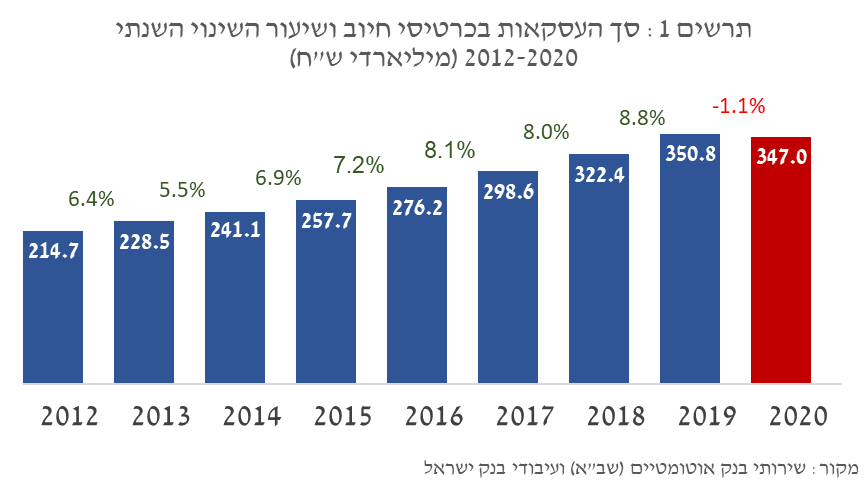 תרשים 1 : סך העסקאות בכרטיסי חיוב ושיעור השינוי השנתי
2012-2020 (מיליארדי ש"ח)
6.4% 5.5% 6.9% 7.2% 8.1% 8.0% 8.8% -1.1%
214.7 228.5 241.1 257.7 276.2 298.6 322.4 350.8 347.0
2012 2013 2014 2015 2016 2017 2018 2019 2020
מקור : שירותי בנק אוטומטיים (שב"א) ועיבודי בנק ישראל